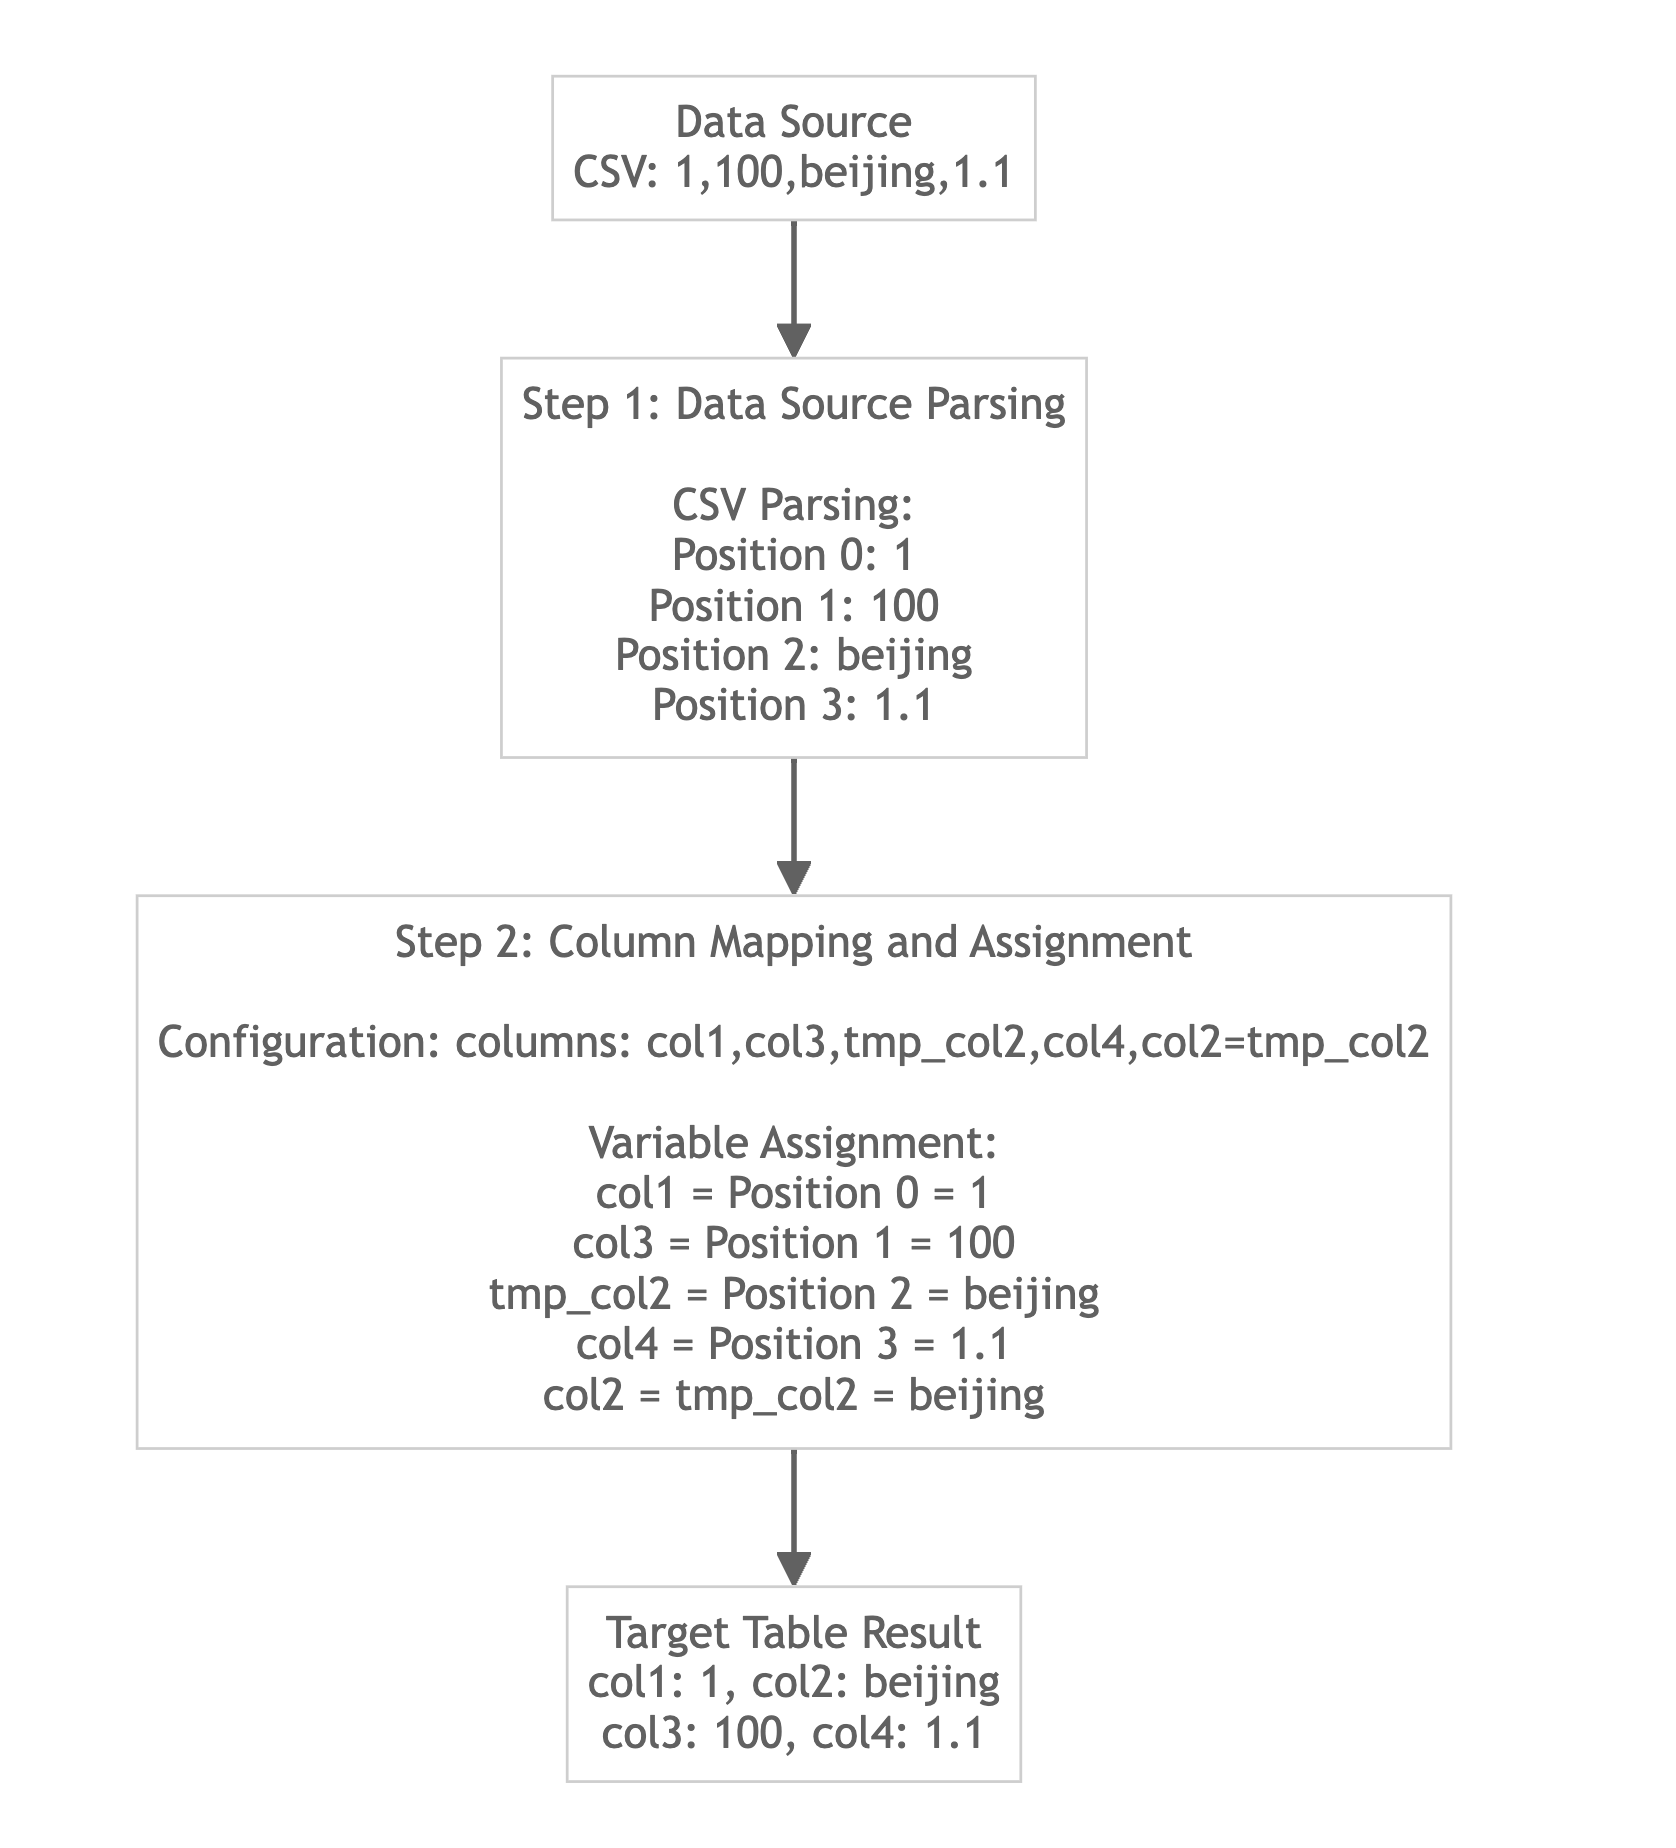 Data Source
CSV: 1,100,beijing,1.1
Step 1: Data Source Parsing
CSV Parsing:
Position 0: 1
Position 1: 100
Position 2: beijing
Position 3: 1.1
Step 2: Column Mapping and Assignment
Configuration: columns: col1,col3,tmp_col2,col4,col2=tmp_col2
Variable Assignment:
col1 = Position 0 = 1
col3 = Position 1 = 100
tmp_col2 = Position 2 = beijing
col4 = Position 3 = 1.1
col2 = tmp_col2 = beijing
Target Table Result
col1: 1, col2: beijing
col3: 100, col4: 1.1